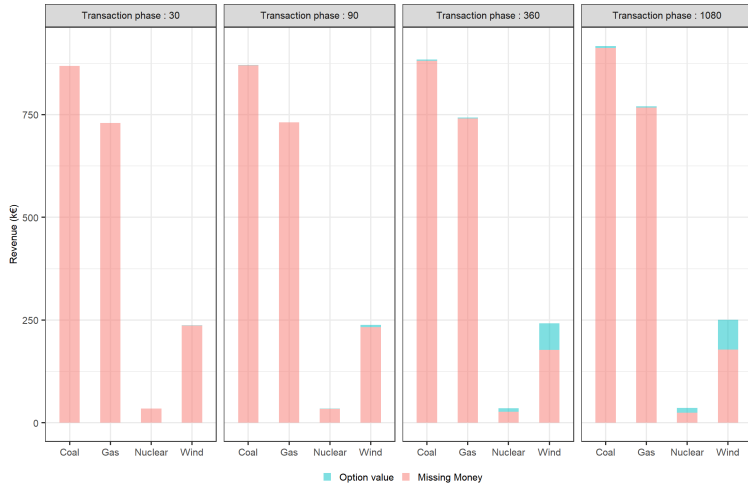 Transaction phase : 30
Transaction phase : 90
Transaction phase : 360
Transaction phase : 1080
Revenue (k€)
750
500
250
0
Coal Gas Nuclear Wind
Coal Gas Nuclear Wind
Coal Gas Nuclear Wind
Coal Gas Nuclear Wind
Option value
Missing Money